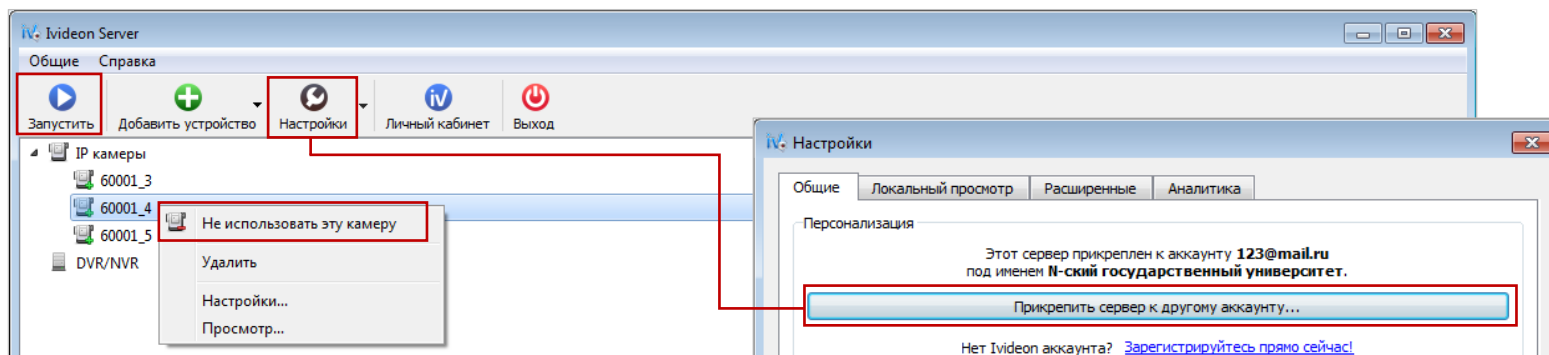 Ivideon Server
Общие Справка
Запустить Добавить устройство Настройки Личный кабинет Выход
IP камеры
60001_3
60001_4
60001_5
DVR/NVR
Не использовать эту камеру
Удалить
Настройки...
Просмотр...
Настройки
Общие Локальный просмотр Расширенные Аналитика
Персонализация
Этот сервер прикреплен к аккаунту 123@mail.ru
под именем N-ский государственный университет.
Прикрепить сервер к другому аккаунту...
Нет Ivideon аккаунта? Зарегистрируйтесь прямо сейчас!